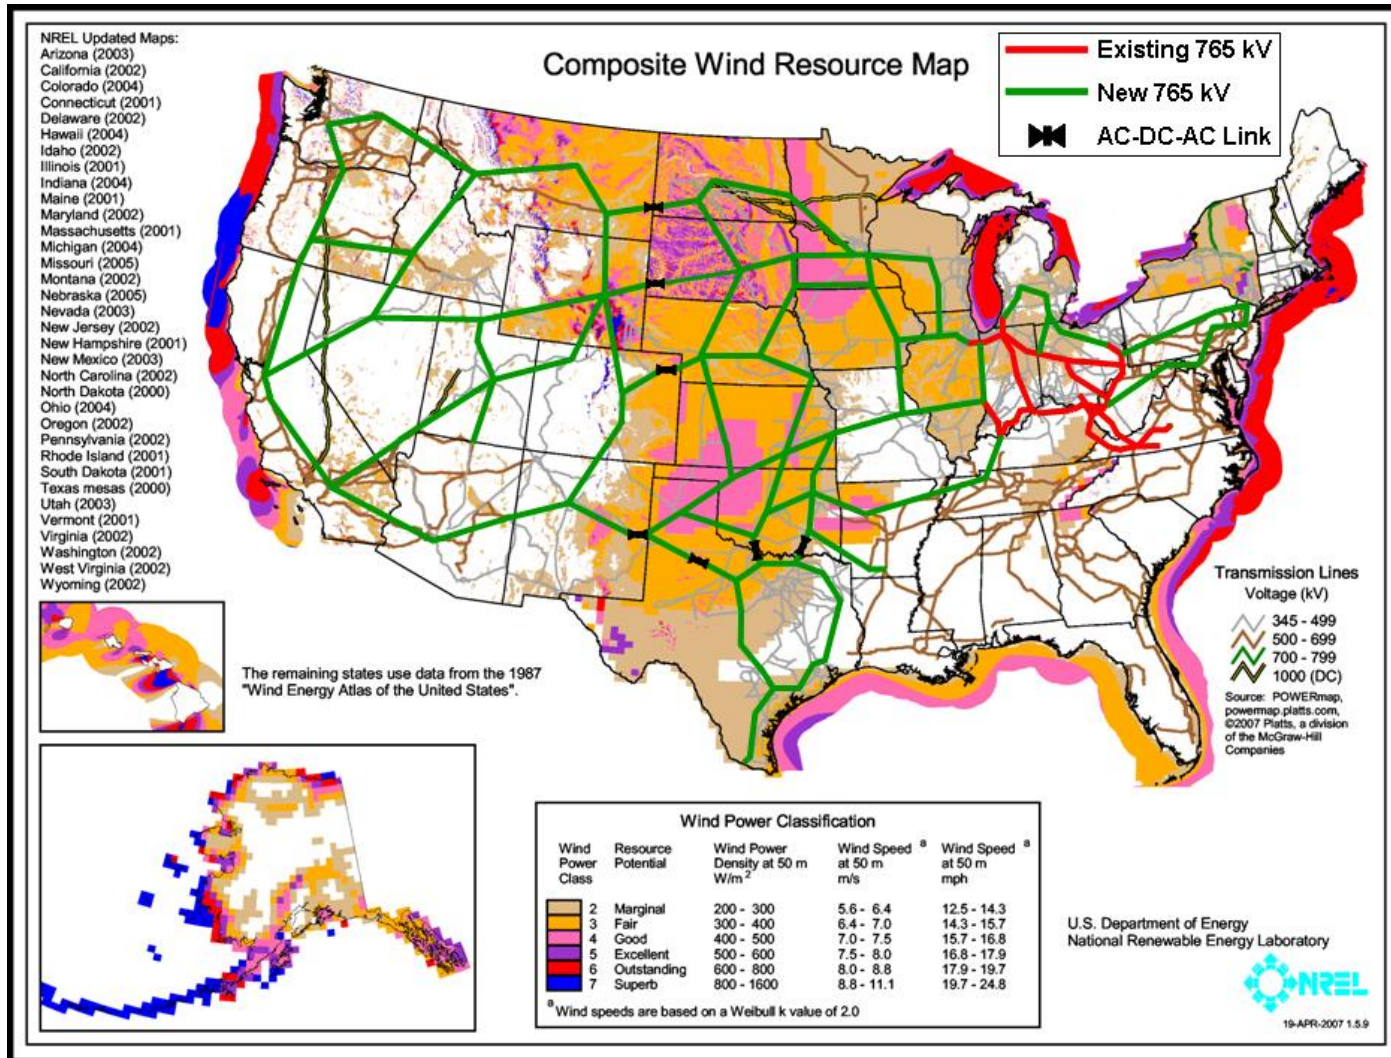 NREL Updated Maps:
Arizona (2003)
California (2002)
Colorado (2004)
Connecticut (2001)
Delaware (2002)
Hawaii (2004)
Idaho (2002)
Illinois (2001)
Indiana (2004)
Maine (2001)
Maryland (2002)
Massachusetts (2001)
Michigan (2004)
Missouri (2005)
Montana (2002)
Nebraska (2005)
Nevada (2003)
New Jersey (2002)
New Hampshire (2001)
New Mexico (2003)
North Carolina (2002)
North Dakota (2000)
Ohio (2004)
Oregon (2002)
Pennsylvania (2002)
Rhode Island (2001)
South Dakota (2001)
Texas mesas (2000)
Utah (2003)
Vermont (2001)
Virginia (2002)
Washington (2002)
West Virginia (2002)
Wyoming (2002)
Composite Wind Resource Map
Existing 765 kV
New 765 kV
AC-DC-AC Link
Transmission Lines
Voltage (kV)
345 - 499
500 - 699
700 - 799
1000 (DC)
Source: POWERmap,
powermap.platts.com,
©2007 Platts, a division
of the McGraw-Hill
Companies
The remaining states use data from the 1987
"Wind Energy Atlas of the United States".
Wind Power Classification
Wind Resource Wind Power Wind Speed a Wind Speed a
Power Potential Density at 50 m at 50 m at 50 m
Class W/m2 m/s mph
2 Marginal 200 - 300 5.6 - 6.4 12.5 - 14.3
3 Fair 300 - 400 6.4 - 7.0 14.3 - 15.7
4 Good 400 - 500 7.0 - 7.5 15.7 - 16.8
5 Excellent 500 - 600 7.5 - 8.0 16.8 - 17.9
6 Outstanding 600 - 800 8.0 - 8.8 17.9 - 19.7
7 Superb 800 - 1600 8.8 - 11.1 19.7 - 24.8
a Wind speeds are based on a Weibull k value of 2.0
U.S. Department of Energy
National Renewable Energy Laboratory
NREL
19-APR-2007 1.5.9